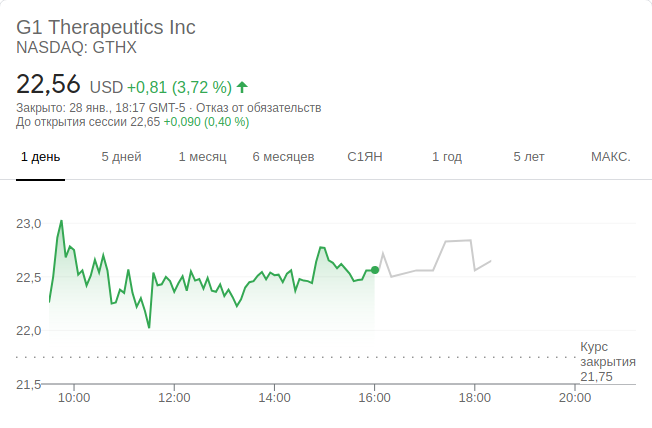 G1 Therapeutics Inc
NASDAQ: GTHX
22,56 USD +0,81 (3,72 %)
Закрыто: 28 янв., 18:17 GMT-5 · Отказ от обязательств
До открытия сессии 22,65 +0,090 (0,40 %)
1 день 5 дней 1 месяц 6 месяцев С1ЯН 1 год 5 лет МАКС.
23,0
22,5
22,0
Курс
закрытия
21,75
21,5
10:00 12:00 14:00 16:00 18:00 20:00